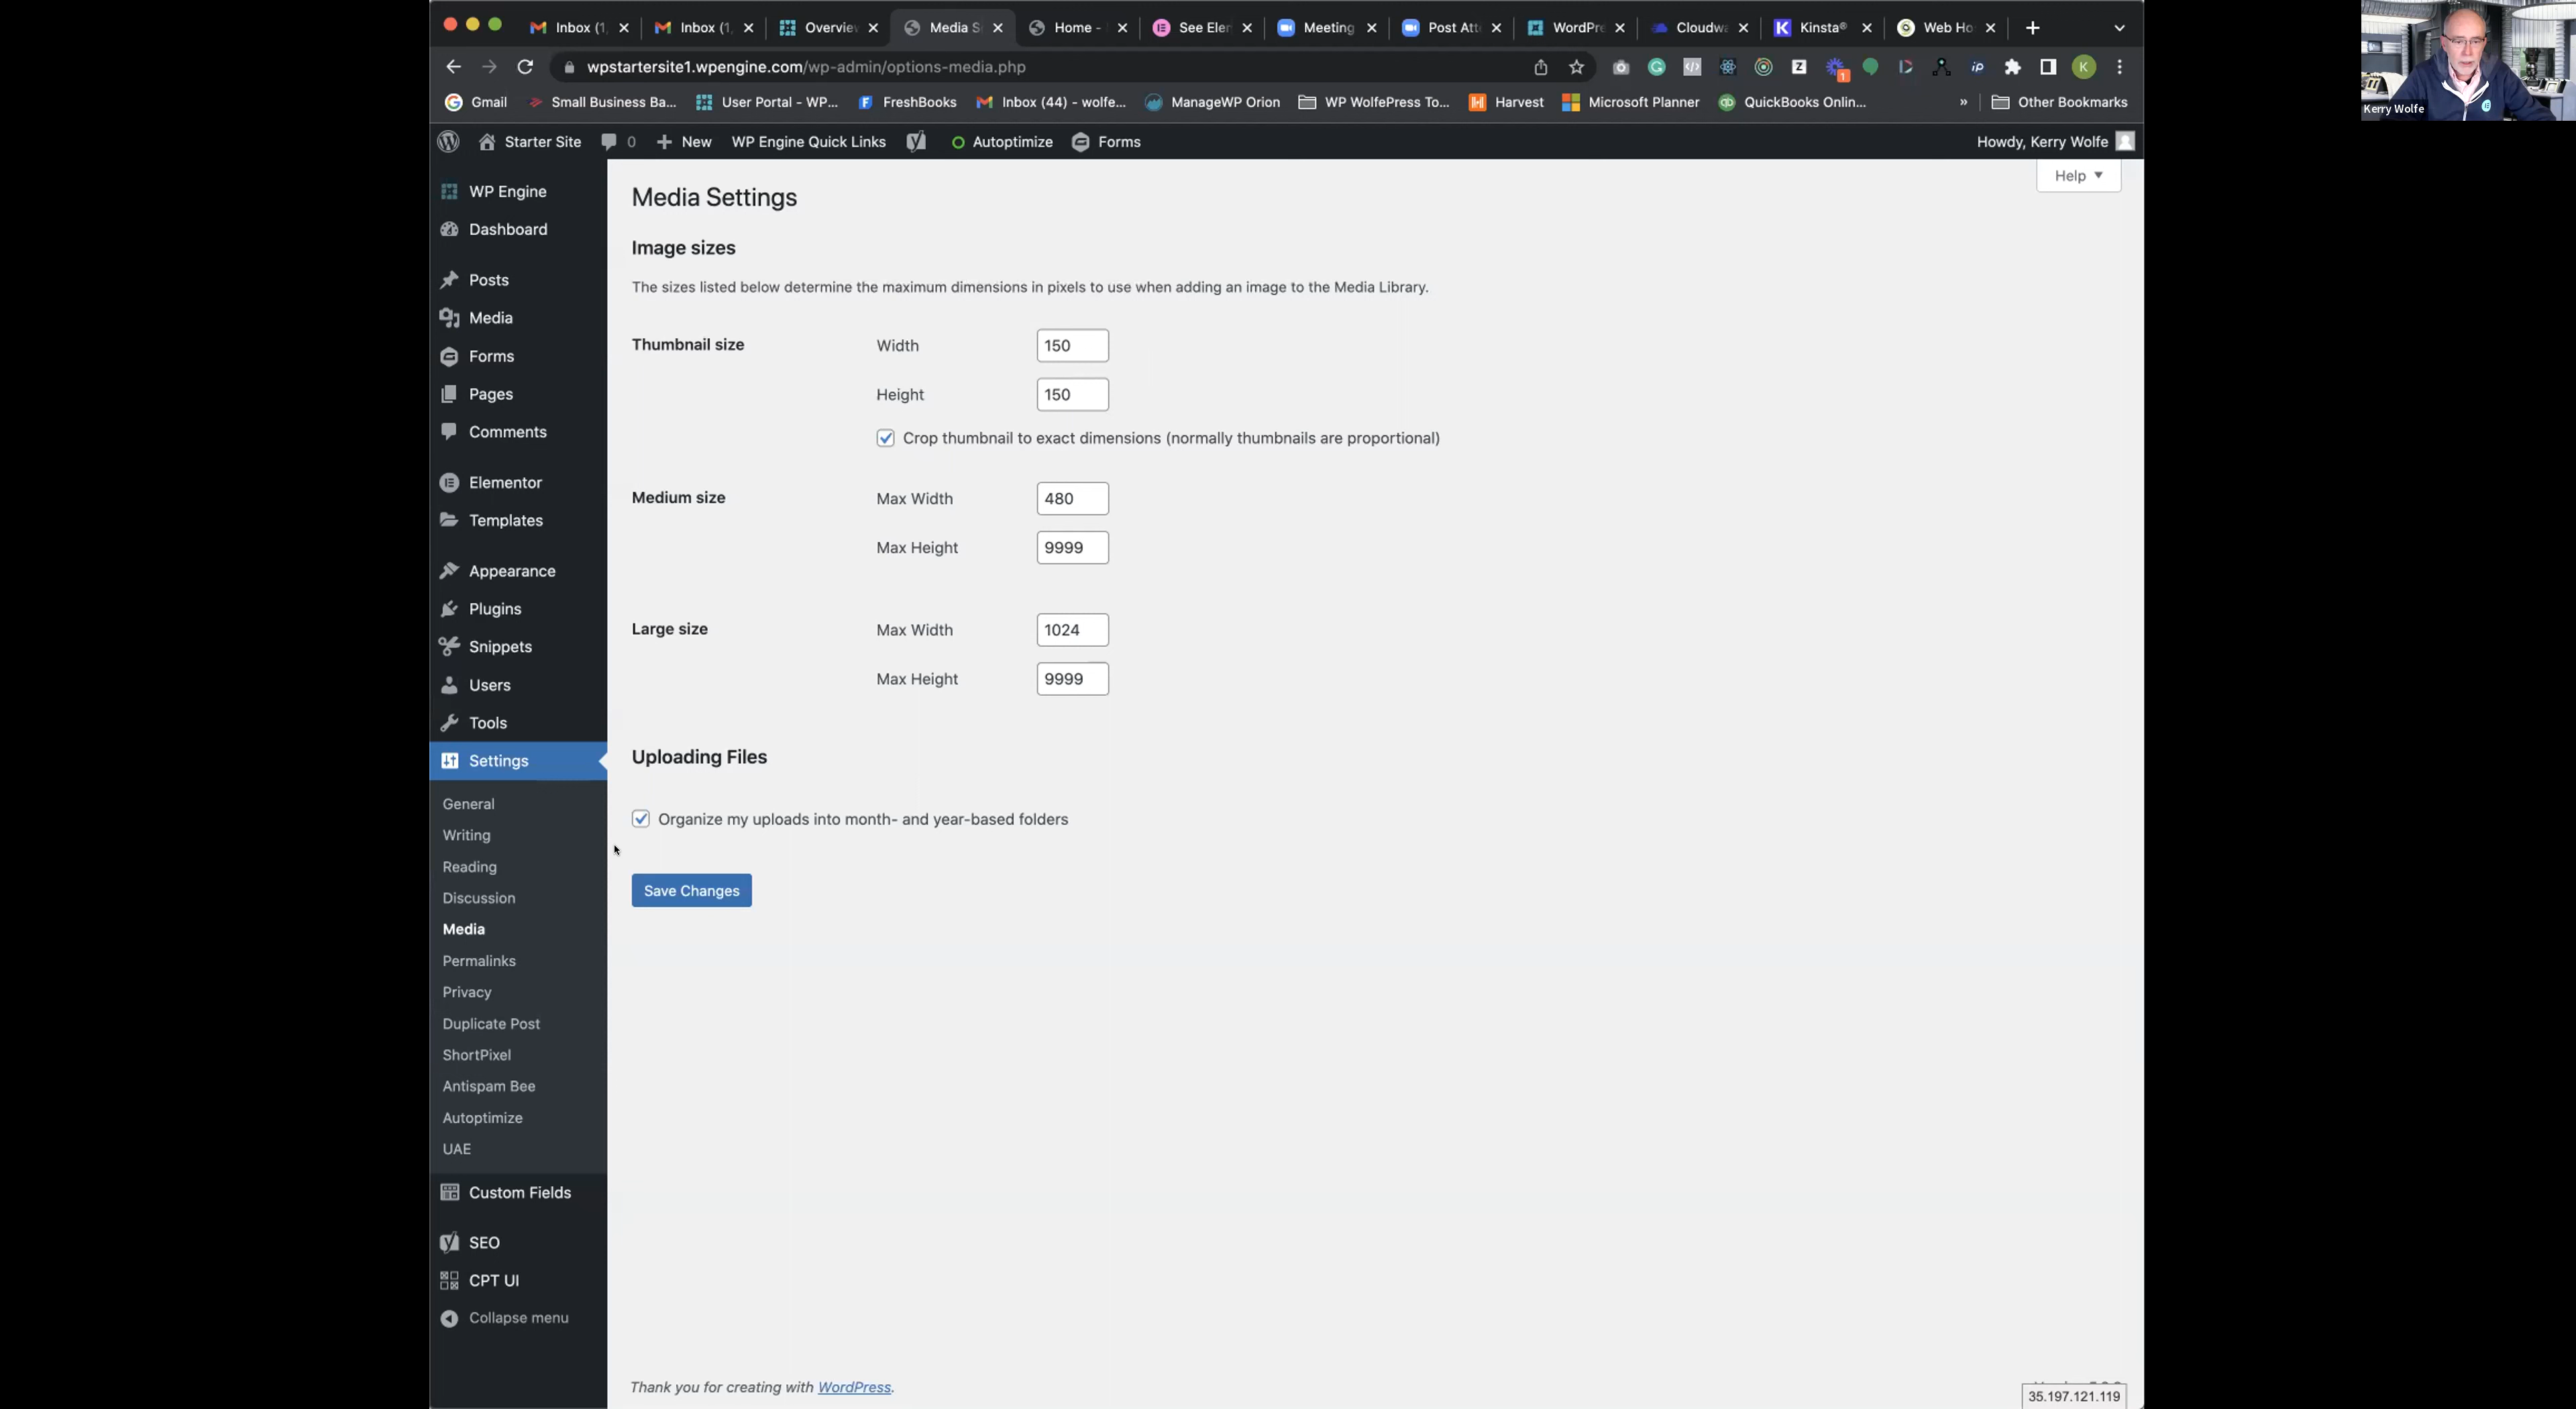 Inbox (1, Inbox (1, Overvie Media S Home - See Eler Meeting Post Att WordPr Cloudw Kinsta® Web Ho
wpstartersite1.wpengine.com/wp-admin/options-media.php
Gmail Small Business Ba... User Portal - WP... FreshBooks Inbox (44) - wolfe... ManageWP Orion WP WolfePress To... Harvest Microsoft Planner QuickBooks Onlin... » Other Bookmarks
Starter Site 0 New WP Engine Quick Links Autoptimize Forms Howdy, Kerry Wolfe
Kerry Wolfe
WP Engine
Dashboard
Posts
Media
Forms
Pages
Comments
Elementor
Templates
Appearance
Plugins
Snippets
Users
Tools
Settings
General
Writing
Reading
Discussion
Media
Permalinks
Privacy
Duplicate Post
ShortPixel
Antispam Bee
Autoptimize
UAE
Custom Fields
SEO
CPT UI
Collapse menu
Help
Media Settings
Image sizes
The sizes listed below determine the maximum dimensions in pixels to use when adding an image to the Media Library.
Thumbnail size Width 150
Height 150
Crop thumbnail to exact dimensions (normally thumbnails are proportional)
Medium size Max Width 480
Max Height 9999
Large size Max Width 1024
Max Height 9999
Uploading Files
Organize my uploads into month- and year-based folders
Save Changes
Thank you for creating with WordPress.
35.197.121.119